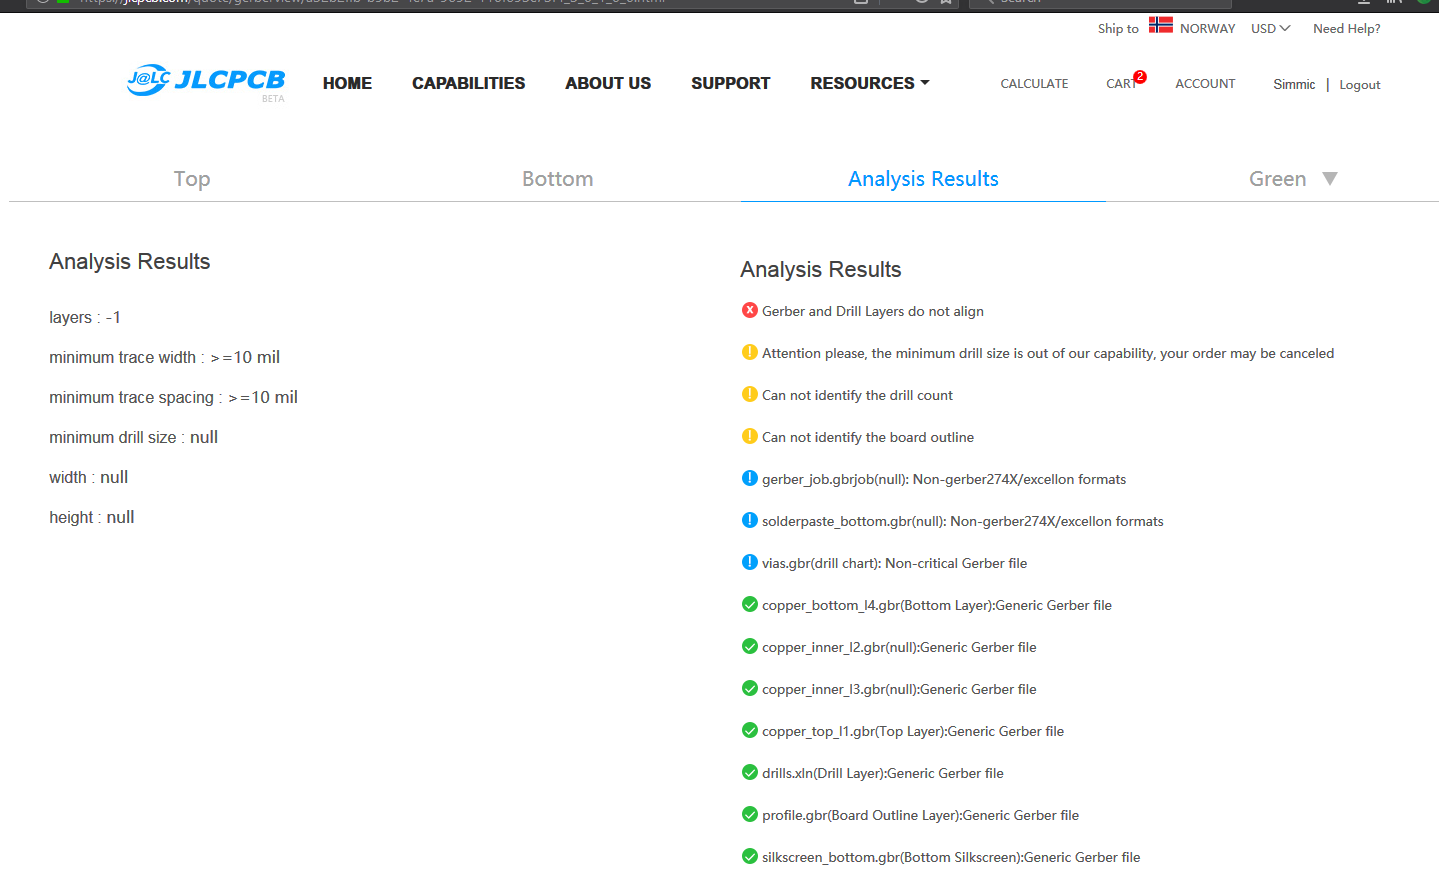 Ship to NORWAY USD Need Help?
J@LC JLCPCB
BETA
HOME CAPABILITIES ABOUT US SUPPORT RESOURCES CALCULATE CART 2 ACCOUNT Simmic | Logout
Top Bottom Analysis Results Green ▼
Analysis Results
layers : -1
minimum trace width : >=10 mil
minimum trace spacing : >=10 mil
minimum drill size : null
width : null
height : null
Analysis Results
Gerber and Drill Layers do not align
Attention please, the minimum drill size is out of our capability, your order may be canceled
Can not identify the drill count
Can not identify the board outline
gerber_job.gbrjob(null): Non-gerber274X/excellon formats
solderpaste_bottom.gbr(null): Non-gerber274X/excellon formats
vias.gbr(drill chart): Non-critical Gerber file
copper_bottom_l4.gbr(Bottom Layer):Generic Gerber file
copper_inner_l2.gbr(null):Generic Gerber file
copper_inner_l3.gbr(null):Generic Gerber file
copper_top_l1.gbr(Top Layer):Generic Gerber file
drills.xln(Drill Layer):Generic Gerber file
profile.gbr(Board Outline Layer):Generic Gerber file
silkscreen_bottom.gbr(Bottom Silkscreen):Generic Gerber file